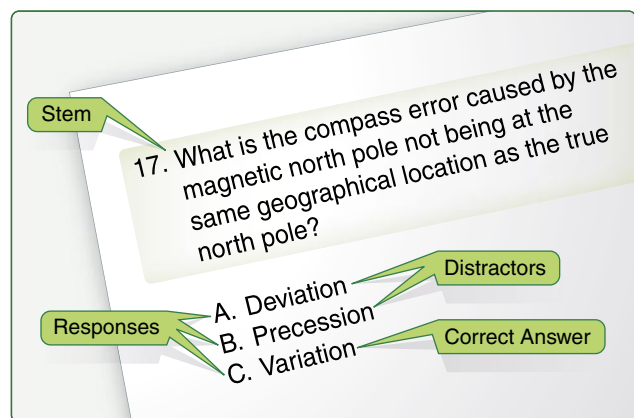 Stem
17. What is the compass error caused by the
magnetic north pole not being at the
same geographical location as the true
north pole?
Distractors
A. Deviation
Responses
B. Precession
C. Variation
Correct Answer